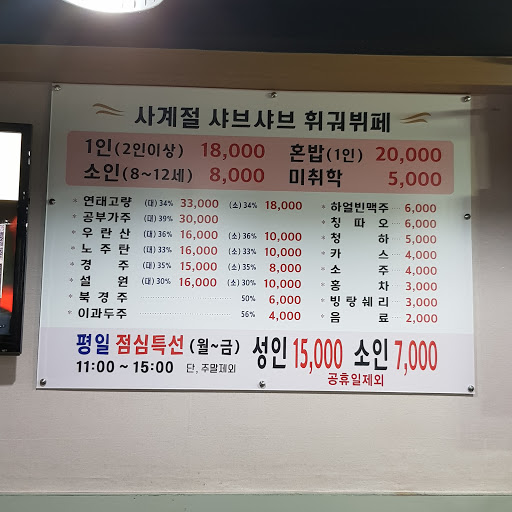 사계절 샤브샤브 훠궈뷔페
1인(2인이상) 18,000 혼밥(1인) 20,000
소인(8~12세) 8,000 미취학 5,000
* 연태고량 (대) 34% 33,000 (소) 34% 18,000
* 공부가주 (대) 39% 30,000
* 우란산 (대) 36% 16,000 (소) 36% 10,000
* 노주탄 (대) 33% 16,000 (소) 33% 10,000
* 경주 (대) 35% 15,000 (소) 35% 8,000
* 설원 (대) 30% 16,000 (소) 30% 10,000
* 북경주 50% 6,000
* 이과두주 56% 4,000
* 하얼빈맥주 6,000
* 칭따오 6,000
* 청하 5,000
* 카스 4,000
* 소주 4,000
* 홍차 3,000
* 빙탕쉐리 3,000
* 음료 2,000
평일 점심특선 (월~금) 성인 15,000 소인 7,000
11:00 ~ 15:00 단, 주말제외 공휴일제외